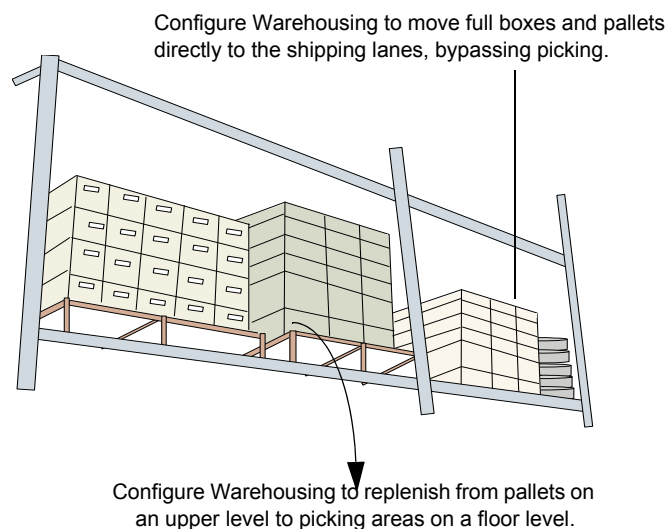 Configure Warehousing to move full boxes and pallets
directly to the shipping lanes, bypassing picking.
Configure Warehousing to replenish from pallets on
an upper level to picking areas on a floor level.